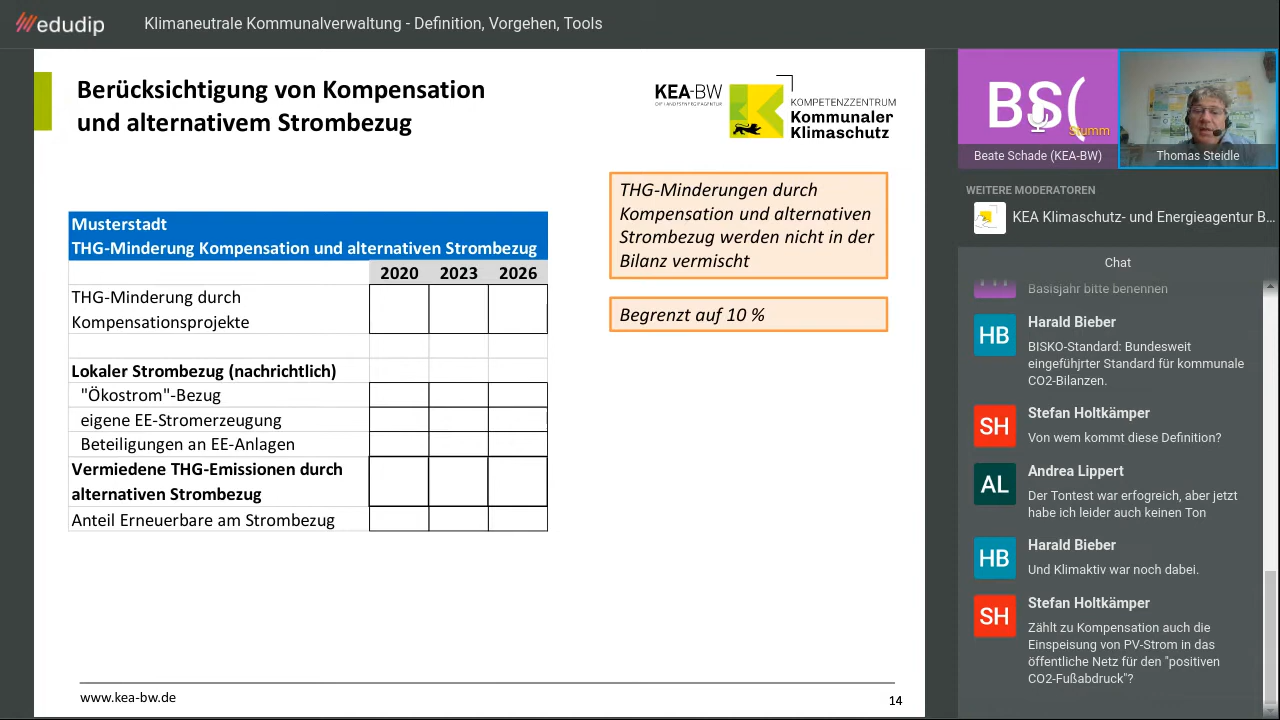 edudip
Klimaneutrale Kommunalverwaltung - Definition, Vorgehen, Tools
Berücksichtigung von Kompensation
und alternativem Strombezug
KEA-BW
DIE LANDESENERGIEAGENTUR
KOMPETENZZENTRUM
Kommunaler
Klimaschutz
Musterstadt
THG-Minderung Kompensation und alternativen Strombezug
2020 2023 2026
THG-Minderung durch
Kompensationsprojekte
Lokaler Strombezug (nachrichtlich)
"Ökostrom"-Bezug
eigene EE-Stromerzeugung
Beteiligungen an EE-Anlagen
Vermiedene THG-Emissionen durch
alternativen Strombezug
Anteil Erneuerbare am Strombezug
THG-Minderungen durch
Kompensation und alternativen
Strombezug werden nicht in der
Bilanz vermischt
Begrenzt auf 10 %
www.kea-bw.de
14
BS(
Stumm
Beate Schade (KEA-BW)
Thomas Steidle
WEITERE MODERATOREN
KEA Klimaschutz- und Energieagentur B...
Chat
Basisjahr bitte benennen
HB
Harald Bieber
BISKO-Standard: Bundesweit
eingefühjrter Standard für kommunale
CO2-Bilanzen.
SH
Stefan Holtkämper
Von wem kommt diese Definition?
AL
Andrea Lippert
Der Tontest war erfogreich, aber jetzt
habe ich leider auch keinen Ton
HB
Harald Bieber
Und Klimaktiv war noch dabei.
SH
Stefan Holtkämper
Zählt zu Kompensation auch die
Einspeisung von PV-Strom in das
öffentliche Netz für den "positiven
CO2-Fußabdruck"?